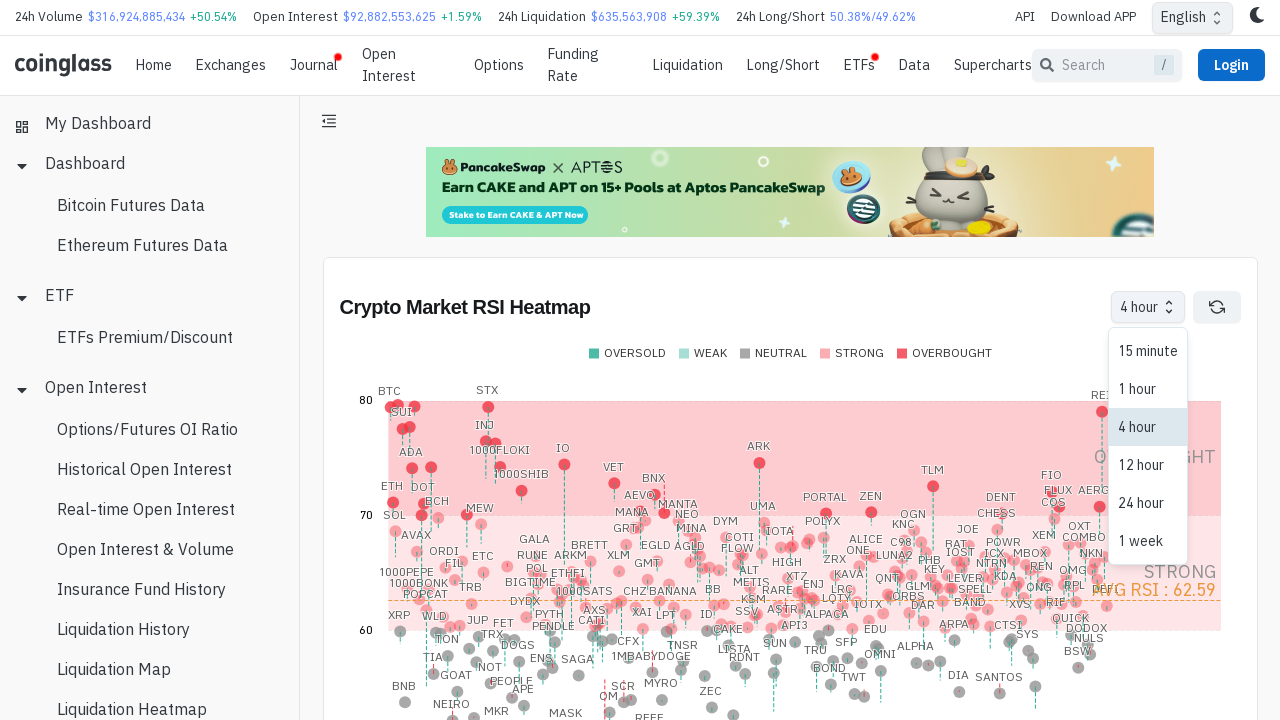 24h Volume $316,924,885,434 +50.54% Open Interest $92,882,553,625 +1.59% 24h Liquidation $635,563,908 +59.39% 24h Long/Short 50.38%/49.62% API Download APP English
coinglass Home Exchanges Journal Open Interest Options Funding Rate Liquidation Long/Short ETFs Data Supercharts Search / Login
My Dashboard
Dashboard
Bitcoin Futures Data
Ethereum Futures Data
ETF
ETFs Premium/Discount
Open Interest
Options/Futures OI Ratio
Historical Open Interest
Real-time Open Interest
Open Interest & Volume
Insurance Fund History
Liquidation History
Liquidation Map
Liquidation Heatmap
PancakeSwap X APTOS
Earn CAKE and APT on 15+ Pools at Aptos PancakeSwap
Stake to Earn CAKE & APT Now
Crypto Market RSI Heatmap
4 hour
15 minute
1 hour
4 hour
12 hour
24 hour
1 week
OVERSOLD WEAK NEUTRAL STRONG OVERBOUGHT
80
70
60
STRONG
RSI : 62.59
BTC STX
SUI
INJ
ADA 1000FLOKI IO ARK
ETH DOT 1000SHIB VET BNX TLM FIO
BCH AEVO MANTA PORTAL ZEN DENT FLUX AERG
SOL MEW MANA NEO UMA OGN CHESS COS
GRT MINA DYM POLYX KNC
AVAX GALA COTI IOTA ALICE JOE XEM OXT
ORDI RUNE ARKM BRETT XLM EGLD AGLD FLOW ONE C98 BAT POWR COMBO
FIL ETC GMT HIGH ZRX LUNA2 PHB IOST ICX MBOX NKN
1000PEPE POL ETHFI ALT KAVA KEY NTRN REN OMG
1000BONK BIGTIME METIS XTZ QNT LEVER KDA
POPCAT TRB 1000SATS CHZ BANANA BB RARE ENJ LRC GLM SPELL ONG RPL
DYDX KSM LQTY ORBS BAND XVS RIF
XRP WLD JUP PYTH AXS XAI LPT ID SSV ASTR ALPACA IOTX DAR
FET PENDLE CATI CAKE API3 EDU ARPA CTSI QUICK
TON TRX DOGS CFX TNSR SUN SFP SYS DODOX
TIA NOT ENS SAGA 1MBABYDOGE LISTA TRU OMNI ALPHA NULS
GOAT RDNT BOND BSW
BNB PEOPLE APE SCR MYRO ZEC TWT DIA SANTOS
NEIRO MKR MASK OM